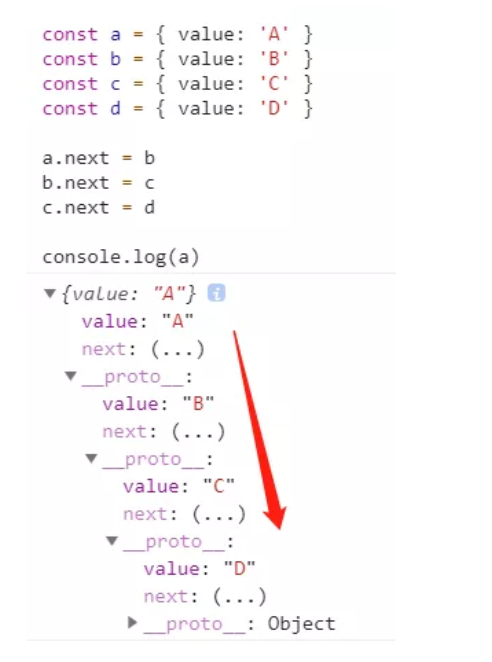 const a = { value: 'A' }
const b = { value: 'B' }
const c = { value: 'C' }
const d = { value: 'D' }
a.next = b
b.next = c
c.next = d
console.log(a)
▼{value: "A"} i
value: "A"
next: (...)
▼__proto__:
value: "B"
next: (...)
▼__proto__:
value: "C"
next: (...)
▼__proto__:
value: "D"
next: (...)
▶__proto__: Object